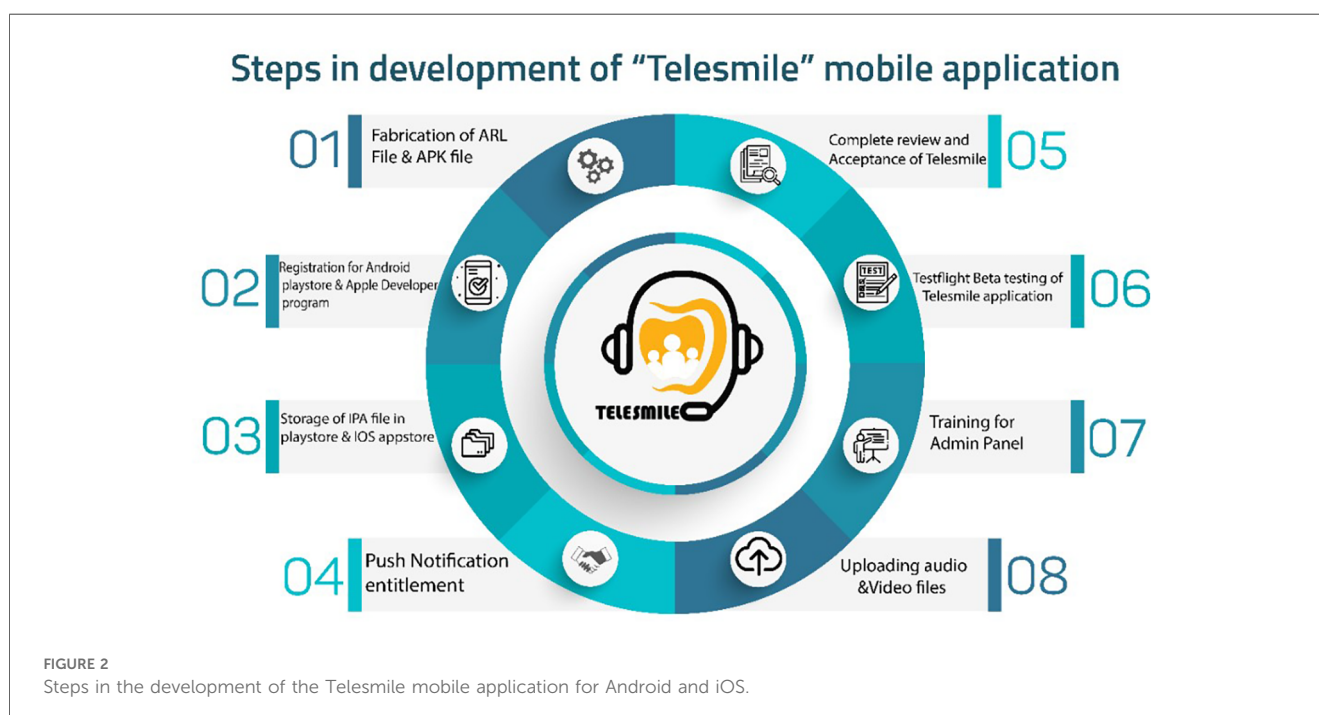 Steps in development of “Telesmile” mobile application
01
Fabrication of ARL
File & APK file
02
Registration for Android
playstore & Apple Developer
program
03
Storage of IPA file in
playstore & IOS appstore
04
Push Notification
entitlement
05
Complete review and
Acceptance of Telesmile
06
Testflight Beta testing of
Telesmile application
07
Training for
Admin Panel
08
Uploading audio
&Video files
TEST
TELESMILE
FIGURE 2
Steps in the development of the Telesmile mobile application for Android and iOS.